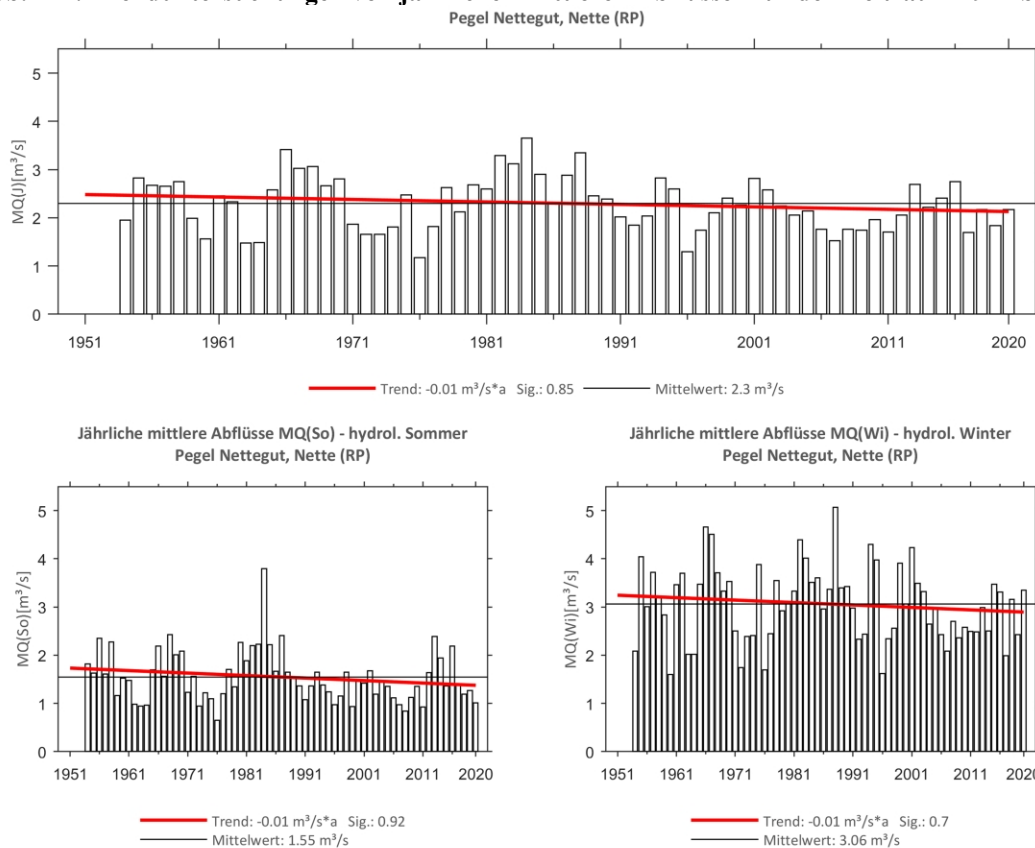 Pegel Nettegut, Nette (RP)
MQ(J)[m³/s]
5
4
3
2
1
0
1951 1961 1971 1981 1991 2001 2011 2020
Trend: -0.01 m³/s*a Sig.: 0.85 Mittelwert: 2.3 m³/s
Jährliche mittlere Abflüsse MQ(So) - hydrol. Sommer
Pegel Nettegut, Nette (RP)
MQ(So)[m³/s]
5
4
3
2
1
0
1951 1961 1971 1981 1991 2001 2011 2020
Trend: -0.01 m³/s*a Sig.: 0.92
Mittelwert: 1.55 m³/s
Jährliche mittlere Abflüsse MQ(Wi) - hydrol. Winter
Pegel Nettegut, Nette (RP)
MQ(Wi)[m³/s]
5
4
3
2
1
0
1951 1961 1971 1981 1991 2001 2011 2020
Trend: -0.01 m³/s*a Sig.: 0.7
Mittelwert: 3.06 m³/s